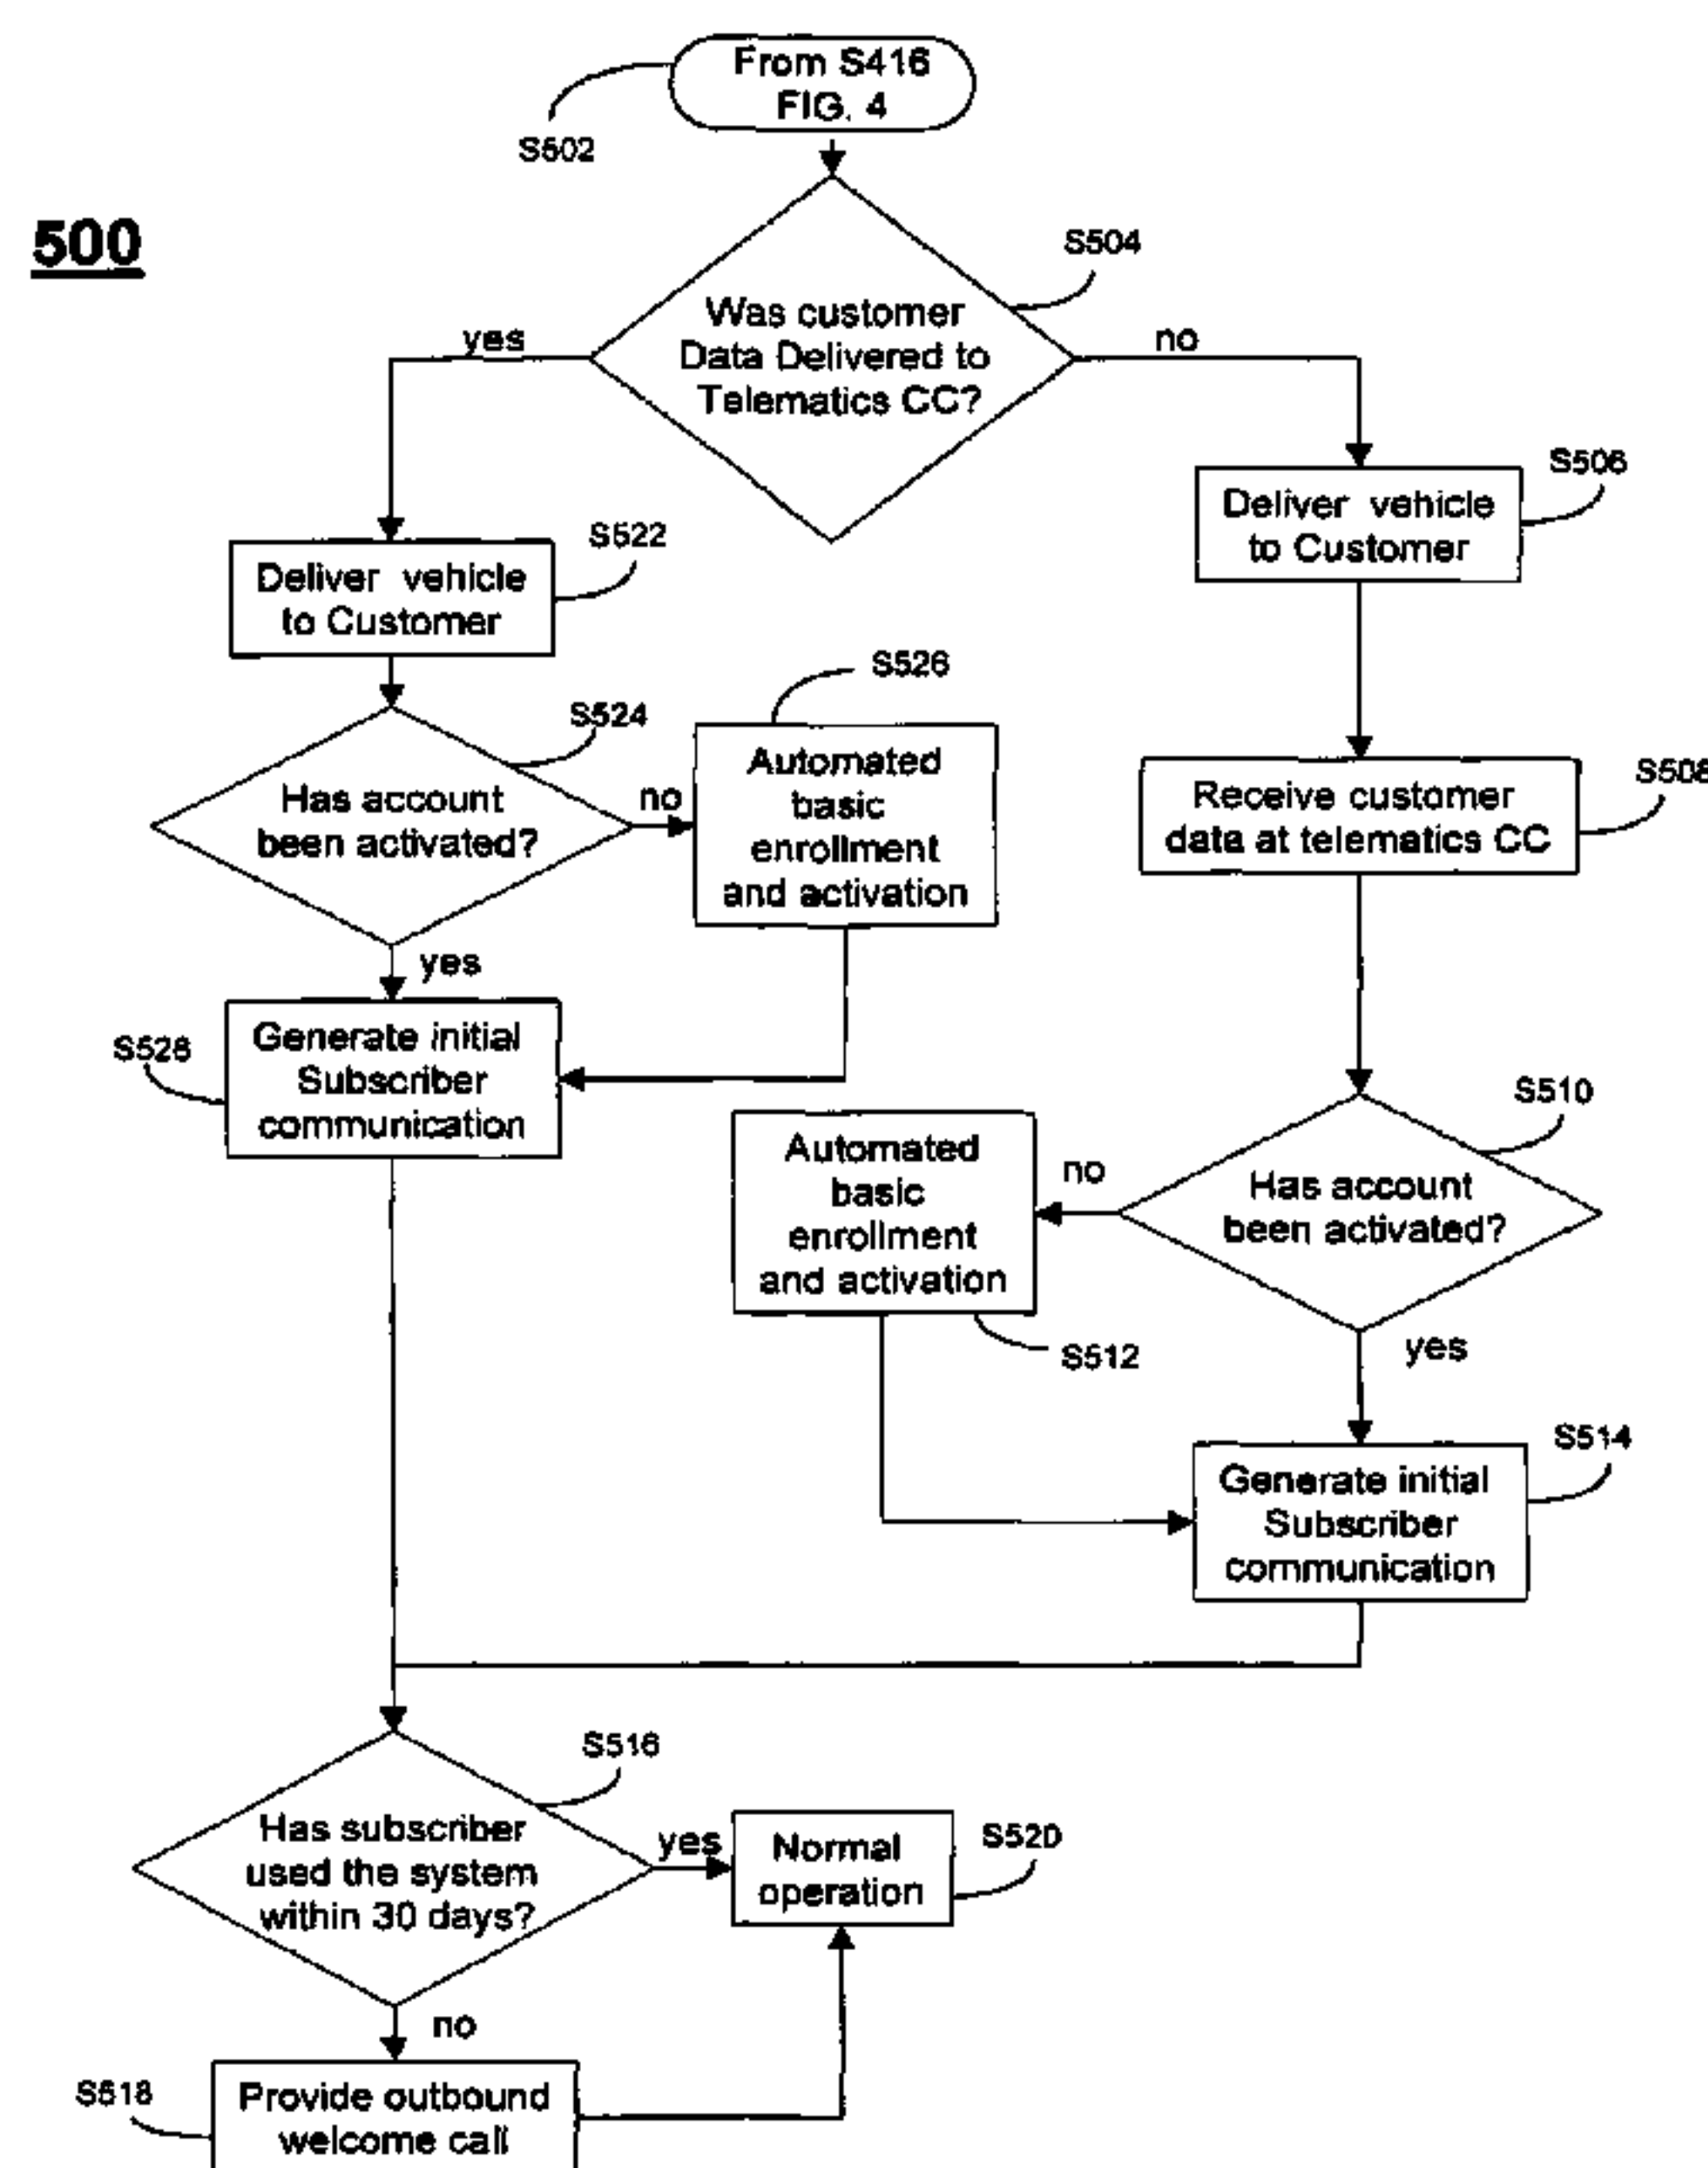 From S416
FIG. 4
S502
500
S504
Was customer
Data Delivered to
Telematics CC?
yes
no
S506
Deliver vehicle
to Customer
S522
Deliver vehicle
to Customer
S526
S524
Automated
basic
enrollment
and activation
Has account
been activated?
no
S508
Receive customer
data at telematics CC
yes
S528
Generate initial
Subscriber
communication
S510
Automated
basic
enrollment
and activation
no
Has account
been activated?
S512
yes
S514
Generate initial
Subscriber
communication
S516
Has subscriber
used the system
within 30 days?
yes
Normal
operation
S520
no
S518
Provide outbound
welcome call